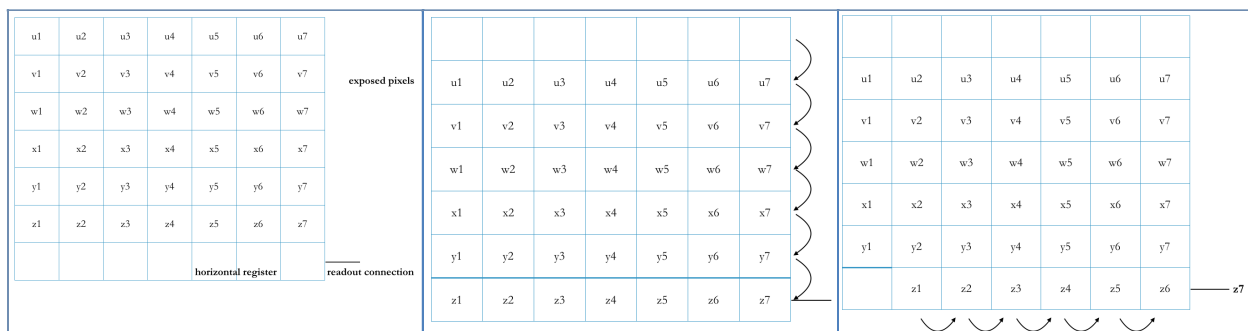 u1 u2 u3 u4 u5 u6 u7
v1 v2 v3 v4 v5 v6 v7
exposed pixels
w1 w2 w3 w4 w5 w6 w7
x1 x2 x3 x4 x5 x6 x7
y1 y2 y3 y4 y5 y6 y7
z1 z2 z3 z4 z5 z6 z7
horizontal register
readout connection
u1 u2 u3 u4 u5 u6 u7
v1 v2 v3 v4 v5 v6 v7
w1 w2 w3 w4 w5 w6 w7
x1 x2 x3 x4 x5 x6 x7
y1 y2 y3 y4 y5 y6 y7
z1 z2 z3 z4 z5 z6 z7
u1 u2 u3 u4 u5 u6 u7
v1 v2 v3 v4 v5 v6 v7
w1 w2 w3 w4 w5 w6 w7
x1 x2 x3 x4 x5 x6 x7
y1 y2 y3 y4 y5 y6 y7
z1 z2 z3 z4 z5 z6 z7